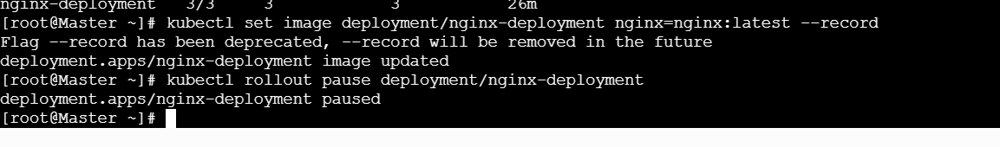 nginx-deployment   3/3     3            3           26m
[root@Master ~]# kubectl set image deployment/nginx-deployment nginx=nginx:latest --record
Flag --record has been deprecated, --record will be removed in the future
deployment.apps/nginx-deployment image updated
[root@Master ~]# kubectl rollout pause deployment/nginx-deployment
deployment.apps/nginx-deployment paused
[root@Master ~]#